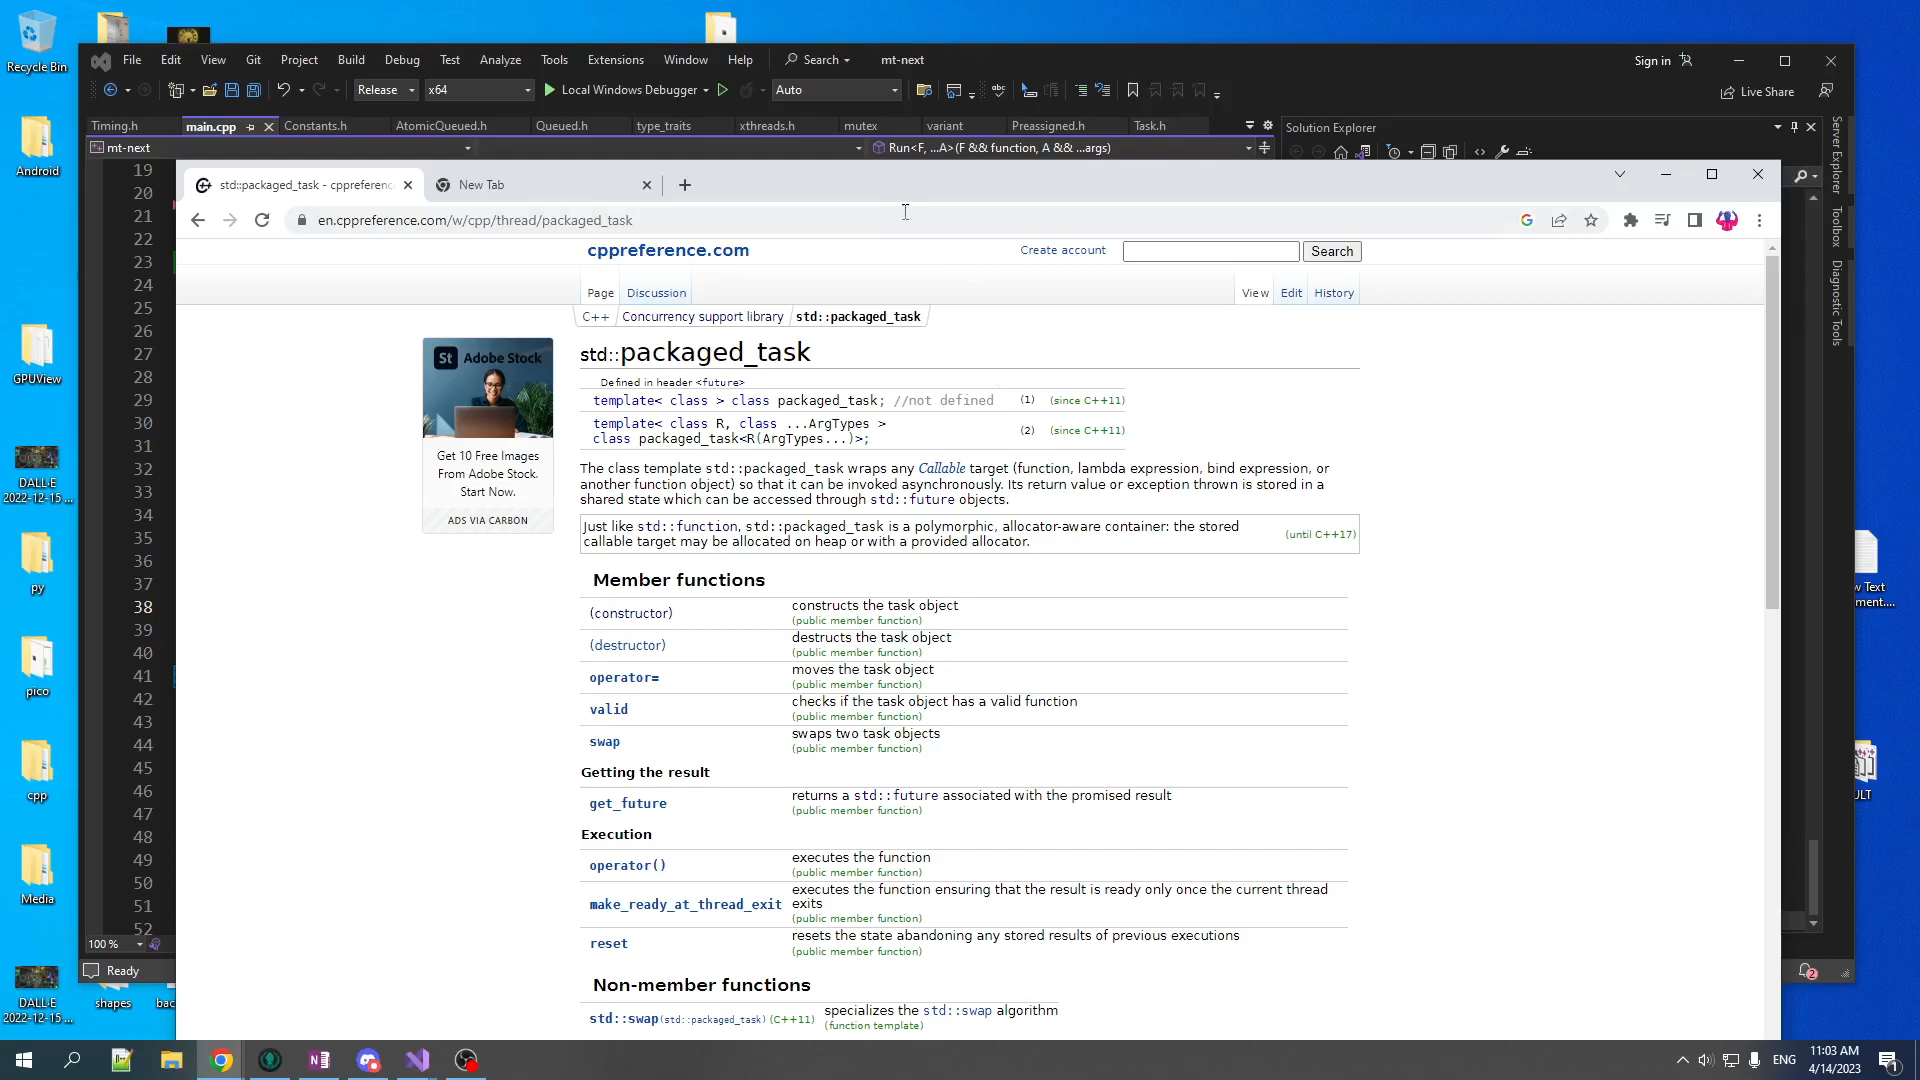 Recycle Bin
File Edit View Git Project Build Debug Test Analyze Tools Extensions Window Help Search mt-next Sign in
Release x64 Local Windows Debugger Auto Live Share
Timing.h main.cpp Constants.h AtomicQueued.h Queued.h type_traits xthreads.h mutex variant Preassigned.h Task.h Solution Explorer
mt-next Run<F, ...A>(F && function, A && ...args)
Server Explorer
Toolbox
Diagnostic Tools
Android
GPUView
DALL·E
2022-12-15 ...
py
pico
cpp
Media
DALL·E
2022-12-15 ...
shapes
bac
19
20
21
22
23
24
25
26
27
28
29
30
31
32
33
34
35
36
37
38
39
40
41
42
43
44
45
46
47
48
49
50
51
52
100 %
Ready
2
std::packaged_task - cppreferenc New Tab
en.cppreference.com/w/cpp/thread/packaged_task
cppreference.com Create account Search
Page Discussion View Edit History
C++ Concurrency support library std::packaged_task
St Adobe Stock
Get 10 Free Images
From Adobe Stock.
Start Now.
ADS VIA CARBON
std::packaged_task
Defined in header <future>
template< class > class packaged_task; //not defined (1) (since C++11)
template< class R, class ...ArgTypes >
class packaged_task<R(ArgTypes...)>; (2) (since C++11)
The class template std::packaged_task wraps any Callable target (function, lambda expression, bind expression, or
another function object) so that it can be invoked asynchronously. Its return value or exception thrown is stored in a
shared state which can be accessed through std::future objects.
Just like std::function, std::packaged_task is a polymorphic, allocator-aware container: the stored
callable target may be allocated on heap or with a provided allocator. (until C++17)
Member functions
(constructor) constructs the task object
(public member function)
(destructor) destructs the task object
(public member function)
operator= moves the task object
(public member function)
valid checks if the task object has a valid function
(public member function)
swap swaps two task objects
(public member function)
Getting the result
get_future returns a std::future associated with the promised result
(public member function)
Execution
operator() executes the function
(public member function)
make_ready_at_thread_exit executes the function ensuring that the result is ready only once the current thread
exits
(public member function)
reset resets the state abandoning any stored results of previous executions
(public member function)
Non-member functions
std::swap(std::packaged_task) (C++11) specializes the std::swap algorithm
(function template)
w Text
ment....
ULT
ENG
11:03 AM
4/14/2023
1